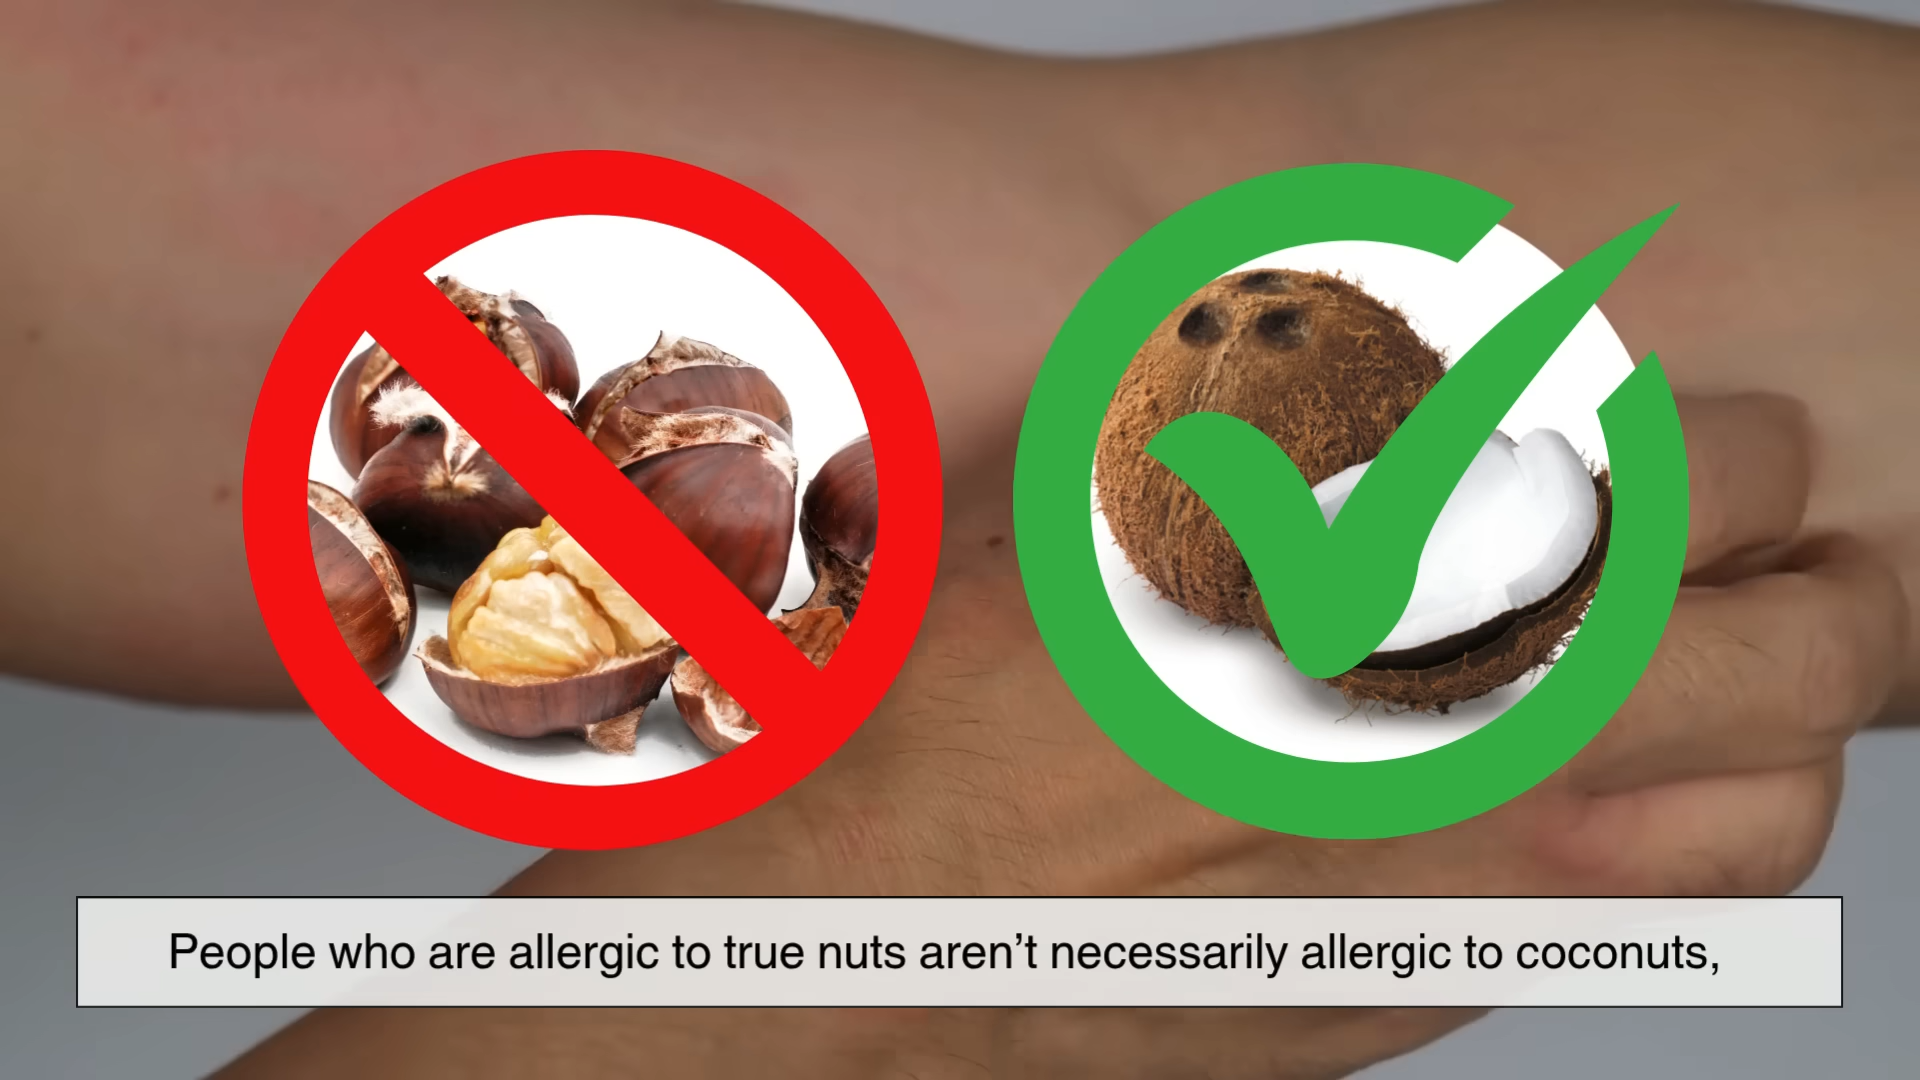 People who are allergic to true nuts aren’t necessarily allergic to coconuts,